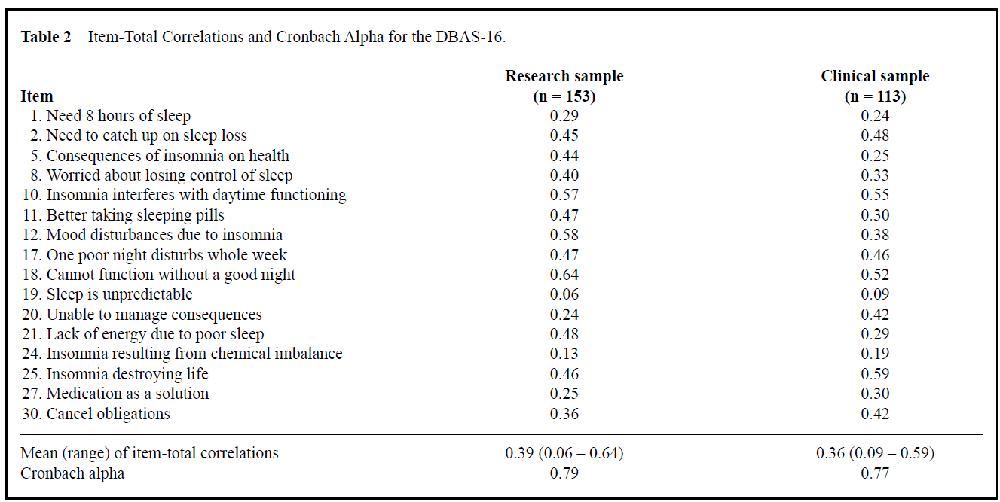 Table 2—Item-Total Correlations and Cronbach Alpha for the DBAS-16.
Research sample Clinical sample
Item (n = 153) (n = 113)
1. Need 8 hours of sleep 0.29 0.24
2. Need to catch up on sleep loss 0.45 0.48
5. Consequences of insomnia on health 0.44 0.25
8. Worried about losing control of sleep 0.40 0.33
10. Insomnia interferes with daytime functioning 0.57 0.55
11. Better taking sleeping pills 0.47 0.30
12. Mood disturbances due to insomnia 0.58 0.38
17. One poor night disturbs whole week 0.47 0.46
18. Cannot function without a good night 0.64 0.52
19. Sleep is unpredictable 0.06 0.09
20. Unable to manage consequences 0.24 0.42
21. Lack of energy due to poor sleep 0.48 0.29
24. Insomnia resulting from chemical imbalance 0.13 0.19
25. Insomnia destroying life 0.46 0.59
27. Medication as a solution 0.25 0.30
30. Cancel obligations 0.36 0.42
Mean (range) of item-total correlations 0.39 (0.06 – 0.64) 0.36 (0.09 – 0.59)
Cronbach alpha 0.79 0.77